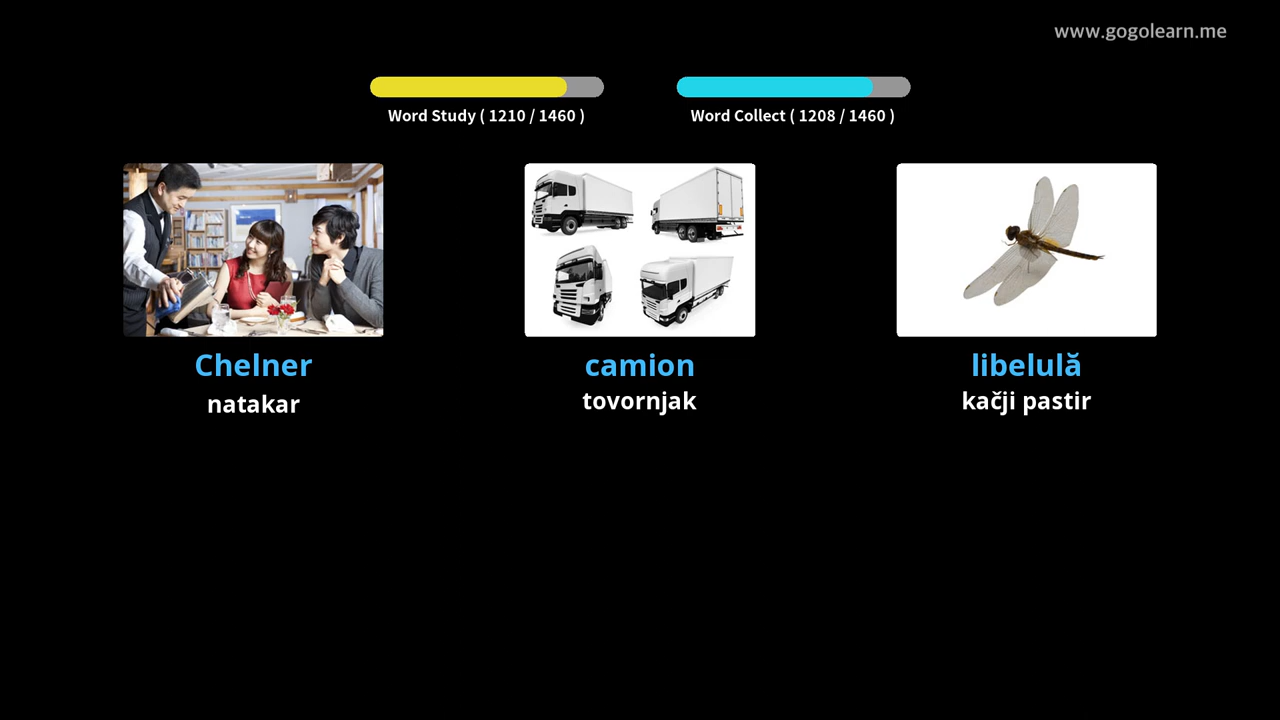 www.gogolearn.me
Word Study ( 1210 / 1460 )
Word Collect ( 1208 / 1460 )
Chelner
natakar
camion
tovornjak
libelulă
kačji pastir